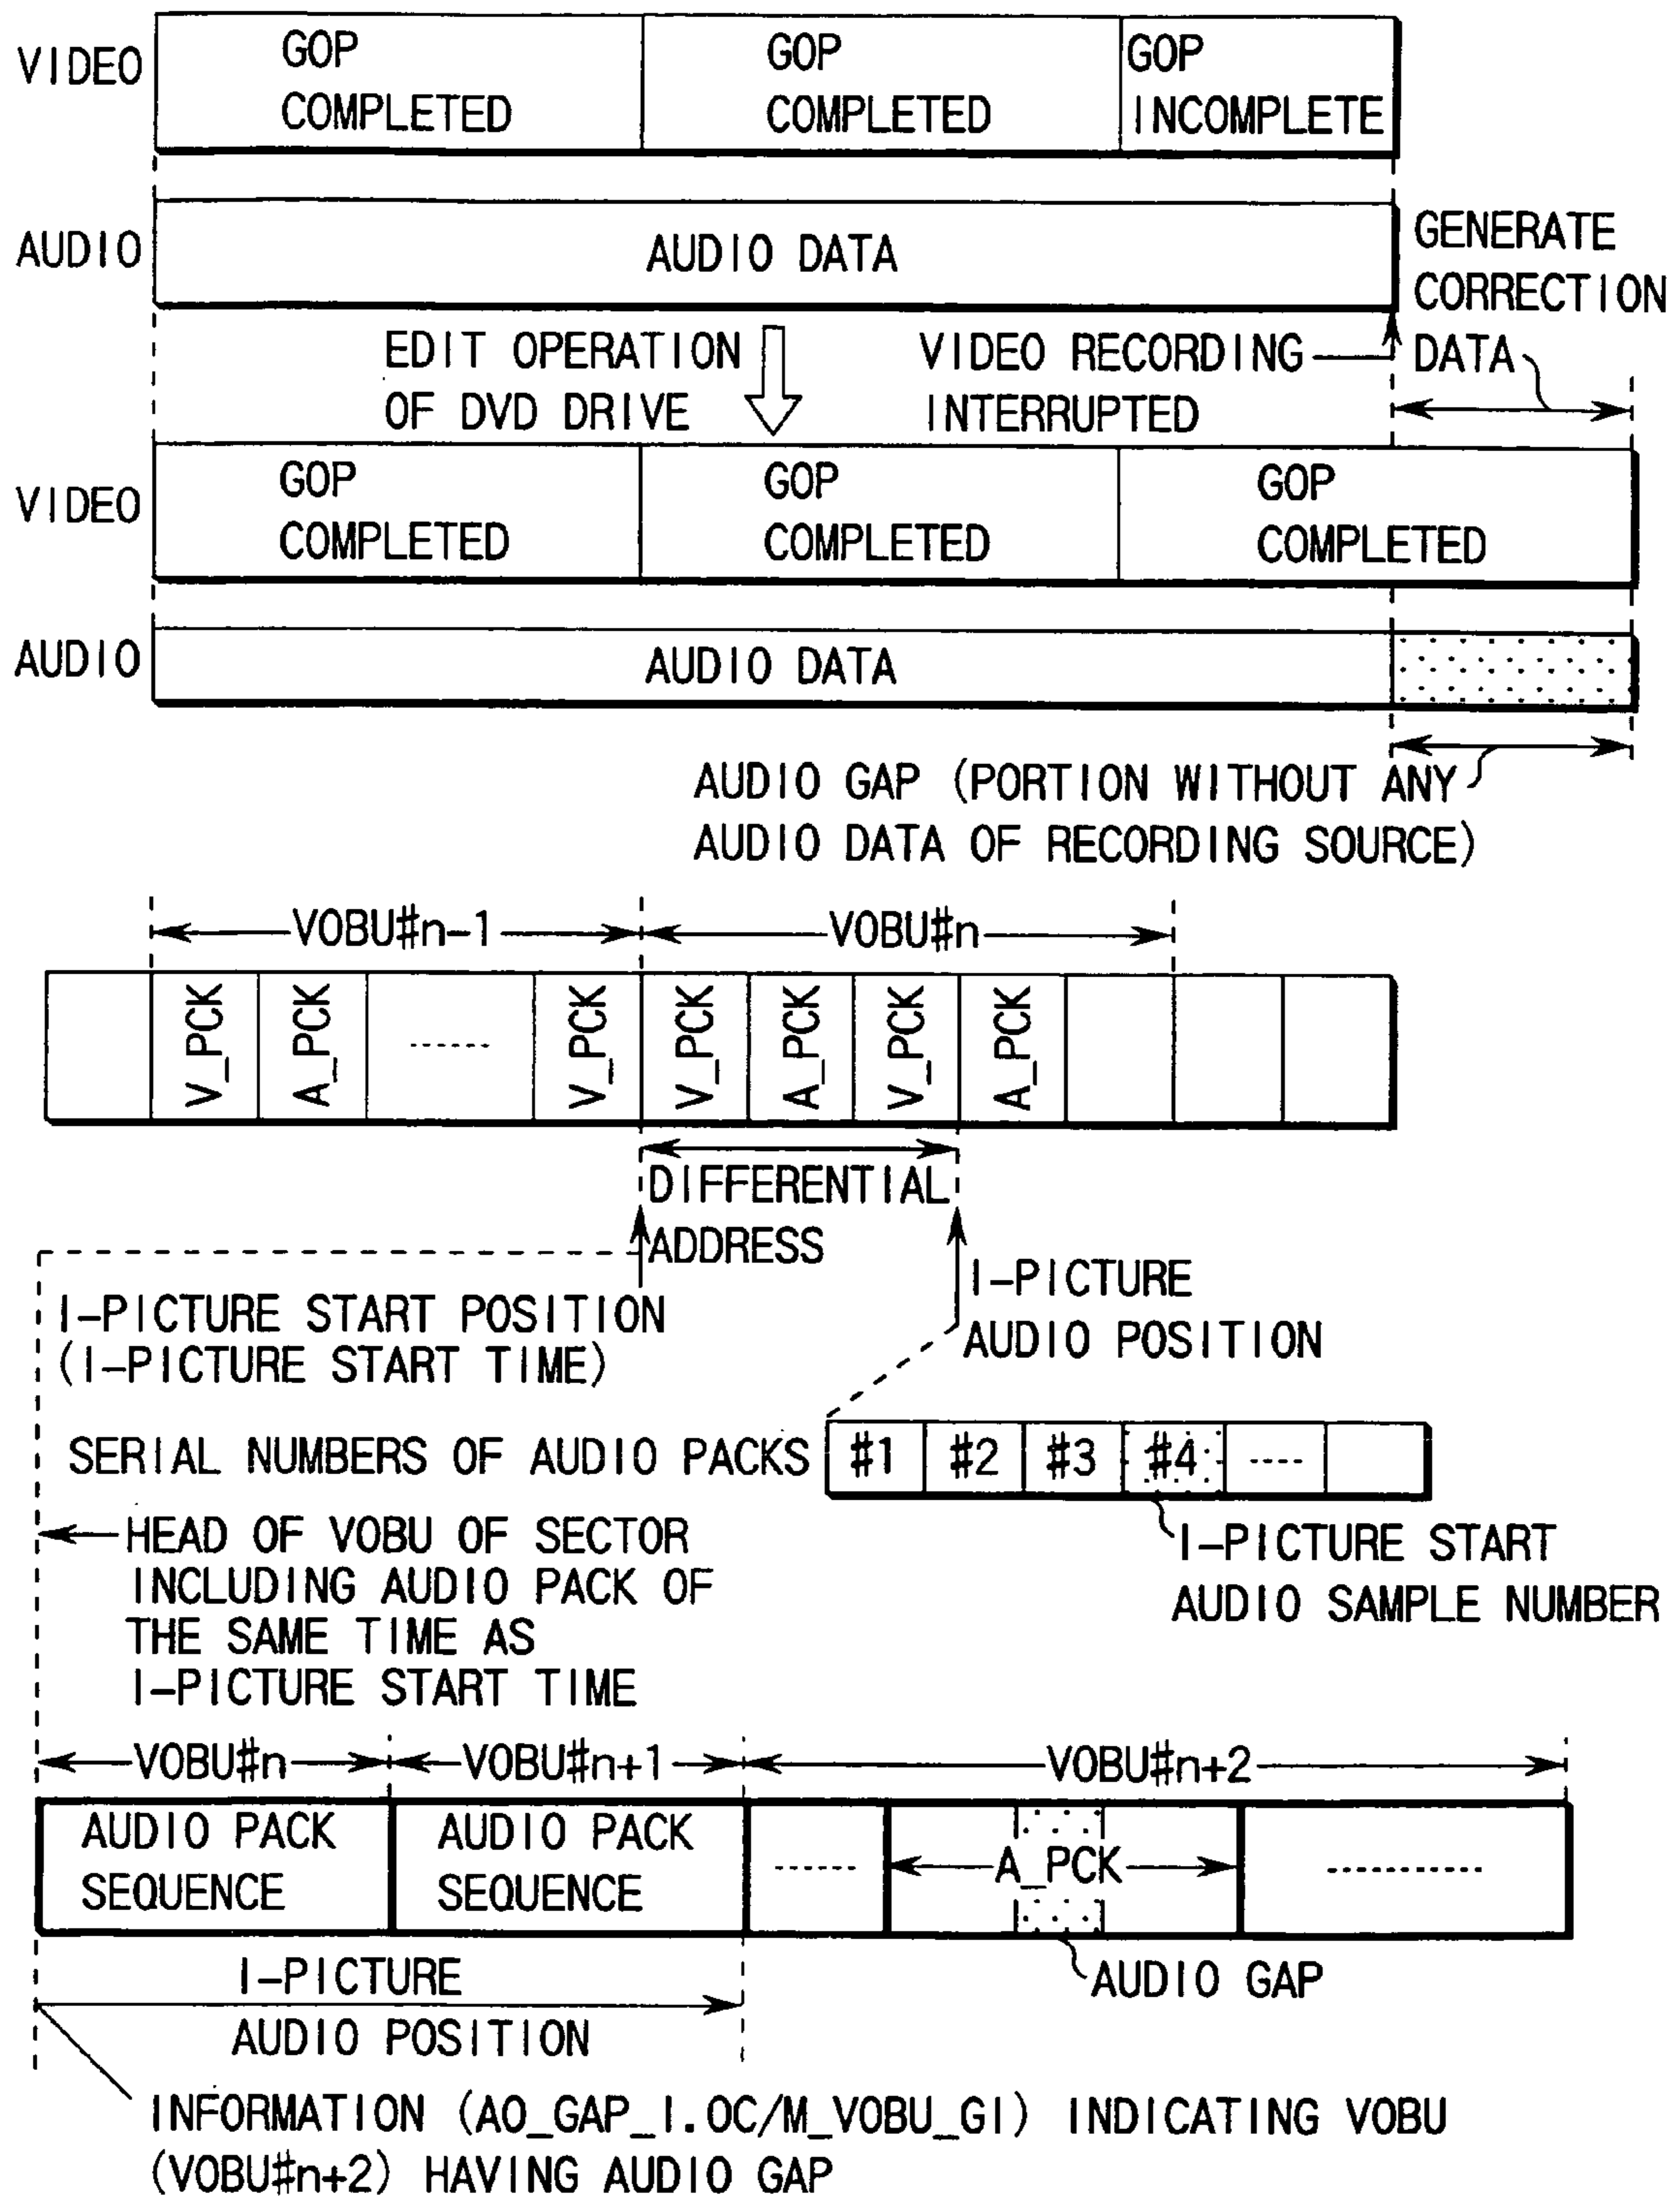 VIDEO
GOP
COMPLETED
GOP
COMPLETED
GOP
INCOMPLETE
AUDIO
AUDIO DATA
GENERATE
CORRECTION
DATA
EDIT OPERATION
OF DVD DRIVE
VIDEO RECORDING
INTERRUPTED
VIDEO
GOP
COMPLETED
GOP
COMPLETED
GOP
COMPLETED
AUDIO
AUDIO DATA
AUDIO GAP (PORTION WITHOUT ANY
AUDIO DATA OF RECORDING SOURCE)
VOBU#n-1
VOBU#n
V_PCK
A_PCK
V_PCK
V_PCK
A_PCK
V_PCK
A_PCK
DIFFERENTIAL
ADDRESS
I-PICTURE START POSITION
(I-PICTURE START TIME)
I-PICTURE
AUDIO POSITION
SERIAL NUMBERS OF AUDIO PACKS
#1
#2
#3
#4
I-PICTURE START
AUDIO SAMPLE NUMBER
HEAD OF VOBU OF SECTOR
INCLUDING AUDIO PACK OF
THE SAME TIME AS
I-PICTURE START TIME
VOBU#n
VOBU#n+1
VOBU#n+2
AUDIO PACK
SEQUENCE
AUDIO PACK
SEQUENCE
A_PCK
AUDIO GAP
I-PICTURE
AUDIO POSITION
INFORMATION (AO_GAP_I.OC/M_VOBU_GI) INDICATING VOBU
(VOBU#n+2) HAVING AUDIO GAP